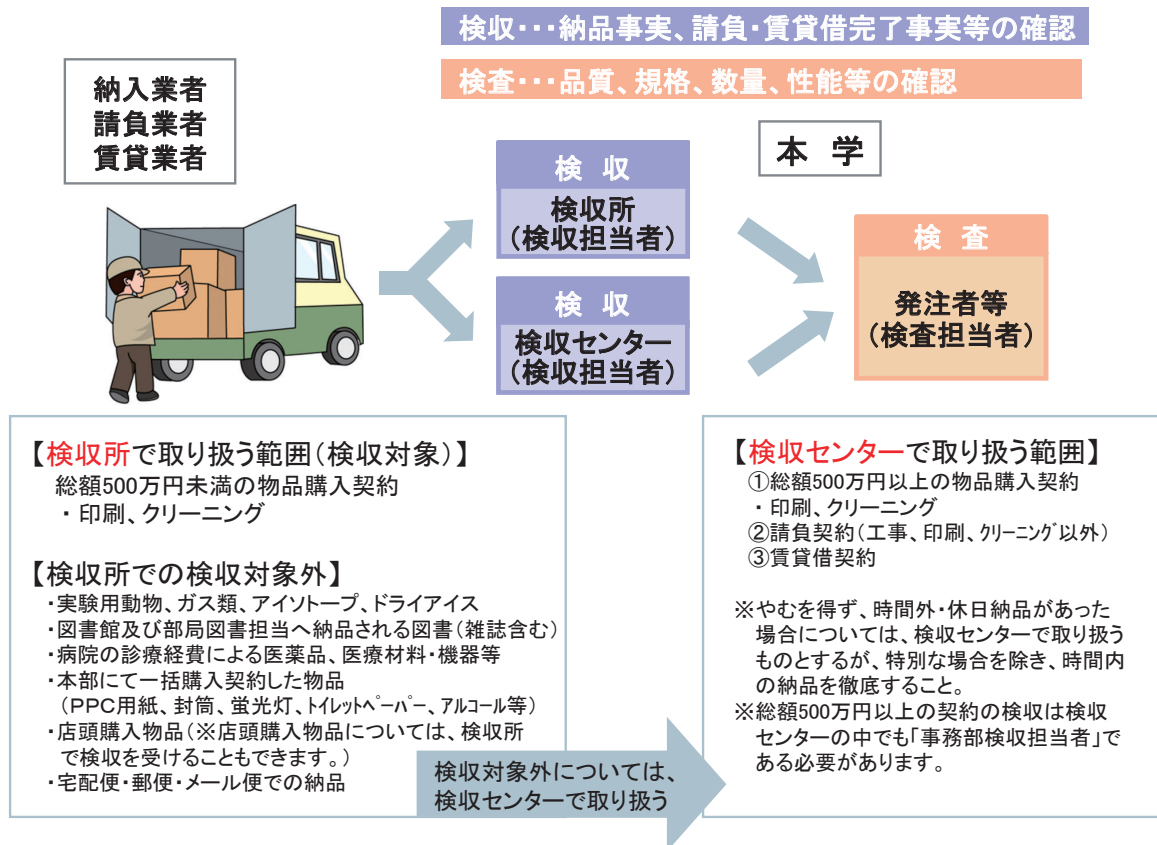 検収･･･納品事実、請負・賃貸借完了事実等の確認
検査･･･品質、規格、数量、性能等の確認
納入業者
請負業者
賃貸業者
本 学
検 収
検収所
(検収担当者)
検 収
検収センター
(検収担当者)
検 査
発注者等
(検査担当者)
【検収所で取り扱う範囲(検収対象)】
総額500万円未満の物品購入契約
・印刷、クリーニング
【検収所での検収対象外】
・実験用動物、ガス類、アイソトープ、ドライアイス
・図書館及び部局図書担当へ納品される図書(雑誌含む)
・病院の診療経費による医薬品、医療材料・機器等
・本部にて一括購入契約した物品
(PPC用紙、封筒、蛍光灯、ﾄｲﾚｯﾄﾍﾟｰﾊﾟｰ、アルコール等)
・店頭購入物品(※店頭購入物品については、検収所
で検収を受けることもできます。)
・宅配便・郵便・メール便での納品
検収対象外については、
検収センターで取り扱う
【検収センターで取り扱う範囲】
①総額500万円以上の物品購入契約
・印刷、クリーニング
②請負契約(工事、印刷、ｸﾘｰﾆﾝｸﾞ以外)
③賃貸借契約
※やむを得ず、時間外・休日納品があった
場合については、検収センターで取り扱う
ものとするが、特別な場合を除き、時間内
の納品を徹底すること。
※総額500万円以上の契約の検収は検収
センターの中でも「事務部検収担当者」で
ある必要があります。